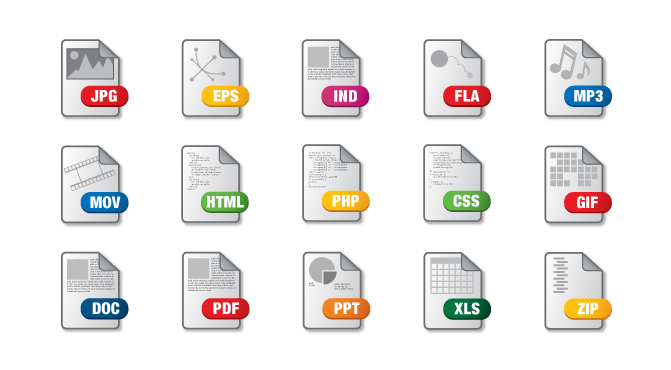 JPG
EPS
IND
FLA
MP3
MOV
HTML
PHP
CSS
GIF
DOC
PDF
PPT
XLS
ZIP